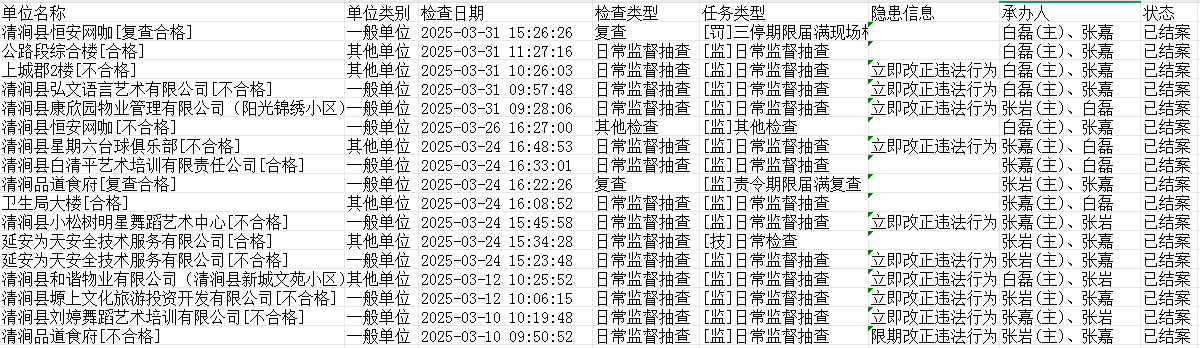 单位名称 单位类别 检查日期 检查类型 任务类型 隐患信息 承办人 状态
清涧县恒安网咖[复查合格] 一般单位 2025-03-31 15:26:26 复查 [罚]三停期限届满现场检 白磊(主)、张嘉 已结案
公路段综合楼[合格] 其他单位 2025-03-31 11:27:16 日常监督抽查 [监]日常监督抽查 白磊(主)、张嘉 已结案
上城郡2楼[不合格] 其他单位 2025-03-31 10:26:03 日常监督抽查 [监]日常监督抽查 立即改正违法行为 白磊(主)、张嘉 已结案
清涧县弘文语言艺术有限公司[不合格] 一般单位 2025-03-31 09:57:48 日常监督抽查 [监]日常监督抽查 立即改正违法行为 白磊(主)、张嘉 已结案
清涧县康欣园物业管理有限公司（阳光锦绣小区） 一般单位 2025-03-31 09:28:06 日常监督抽查 [监]日常监督抽查 立即改正违法行为 张岩(主)、白磊 已结案
清涧县恒安网咖[不合格] 一般单位 2025-03-26 16:27:00 其他检查 [监]其他检查 白磊(主)、张嘉 已结案
清涧县星期六台球俱乐部[不合格] 其他单位 2025-03-24 16:48:53 日常监督抽查 [监]日常监督抽查 立即改正违法行为 张嘉(主)、白磊 已结案
清涧县白清平艺术培训有限责任公司[合格] 一般单位 2025-03-24 16:33:01 日常监督抽查 [监]日常监督抽查 张嘉(主)、白磊 已结案
清涧品道食府[复查合格] 一般单位 2025-03-24 16:22:26 复查 [监]责令期限届满复查 张岩(主)、张嘉 已结案
卫生局大楼[合格] 其他单位 2025-03-24 16:08:52 日常监督抽查 [监]日常监督抽查 张嘉(主)、白磊 已结案
清涧县小松树明星舞蹈艺术中心[不合格] 一般单位 2025-03-24 15:45:58 日常监督抽查 [监]日常监督抽查 立即改正违法行为 张嘉(主)、张岩 已结案
延安为天安全技术服务有限公司[合格] 其他单位 2025-03-24 15:34:28 日常监督抽查 [技]日常检查 张岩(主)、张嘉 已结案
延安为天安全技术服务有限公司[不合格] 一般单位 2025-03-24 15:23:48 日常监督抽查 [监]日常监督抽查 立即改正违法行为 张岩(主)、张嘉 已结案
清涧县和谐物业有限公司（清涧县新城文苑小区） 其他单位 2025-03-12 10:25:52 日常监督抽查 [监]日常监督抽查 立即改正违法行为 白磊(主)、张岩 已结案
清涧县塬上文化旅游投资开发有限公司[不合格] 一般单位 2025-03-12 10:06:15 日常监督抽查 [监]日常监督抽查 立即改正违法行为 张岩(主)、张嘉 已结案
清涧县刘婷舞蹈艺术培训有限公司[不合格] 一般单位 2025-03-10 10:19:48 日常监督抽查 [监]日常监督抽查 立即改正违法行为 张嘉(主)、张岩 已结案
清涧品道食府[不合格] 一般单位 2025-03-10 09:50:52 日常监督抽查 [监]日常监督抽查 限期改正违法行为 张岩(主)、张嘉 已结案